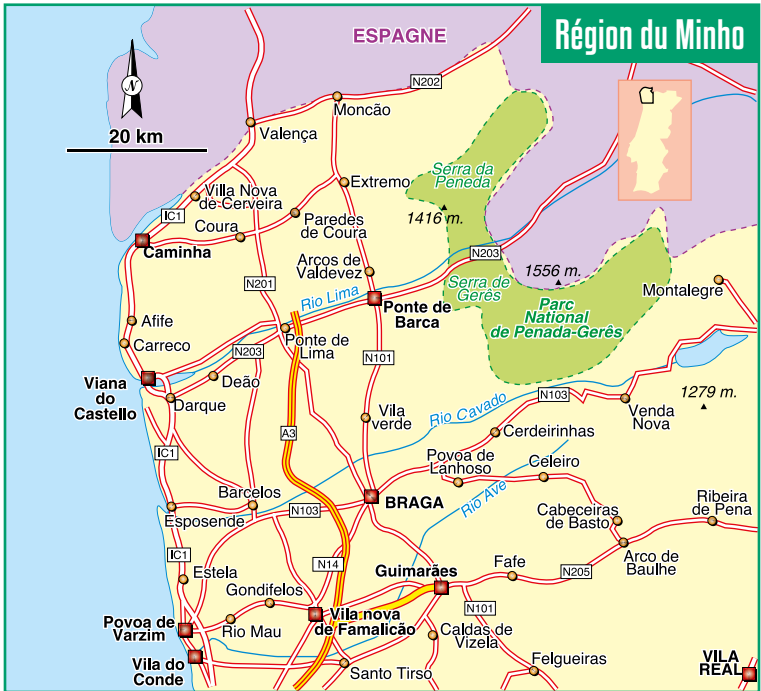 Région du Minho
ESPAGNE
N
20 km
N202
Moncão
Valença
Serra da
Peneda
Extremo
Villa Nova
de Cerveira
1416 m.
IC1
Paredes
de Coura
Coura
Caminha
N203
Arcos de
Valdevez
1556 m.
Serra de
Gerês
N201
Rio Lima
Montalegre
Ponte de
Barca
Parc
National
de Penada-Gerês
Afife
Ponte de
Lima
Carreco
N203
N101
Viana
do
Castello
Deão
Darque
1279 m.
N103
Rio Cavado
Vila
verde
Venda
Nova
A3
Cerdeirinhas
IC1
Povoa de
Lanhoso
Celeiro
Barcelos
BRAGA
Rio Ave
Ribeira
de Pena
Esposende
N103
Cabeceiras
de Basto
IC1
N14
Arco de
Baulhe
Guimarães
Fafe
N205
Estela
Gondifelos
N101
Povoa de
Varzim
Rio Mau
Vila nova
de Famalicão
Caldas de
Vizela
Vila do
Conde
Santo Tirso
Felgueiras
VILA
REAL